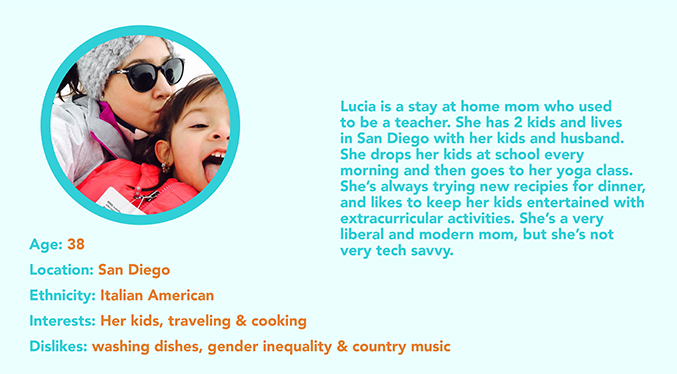 Lucia is a stay at home mom who used
to be a teacher. She has 2 kids and lives
in San Diego with her kids and husband.
She drops her kids at school every
morning and then goes to her yoga class.
She's always trying new recipies for dinner,
and likes to keep her kids entertained with
extracurricular activities. She's a very
liberal and modern mom, but she's not
very tech savvy.
Age: 38
Location: San Diego
Ethnicity: Italian American
Interests: Her kids, traveling & cooking
Dislikes: washing dishes, gender inequality & country music